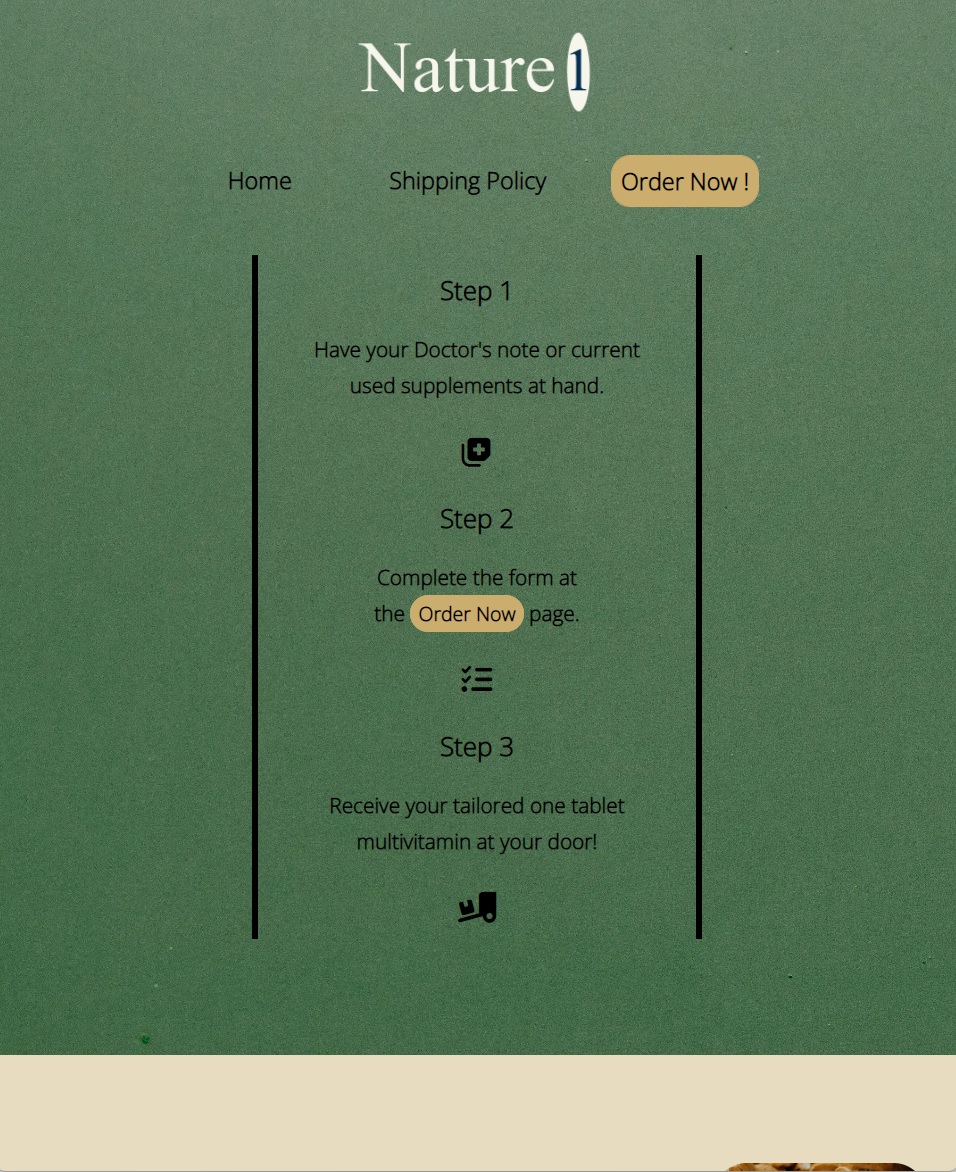 Nature 1
Home Shipping Policy Order Now !
Step 1
Have your Doctor's note or current
used supplements at hand.
Step 2
Complete the form at
the Order Now page.
Step 3
Receive your tailored one tablet
multivitamin at your door!